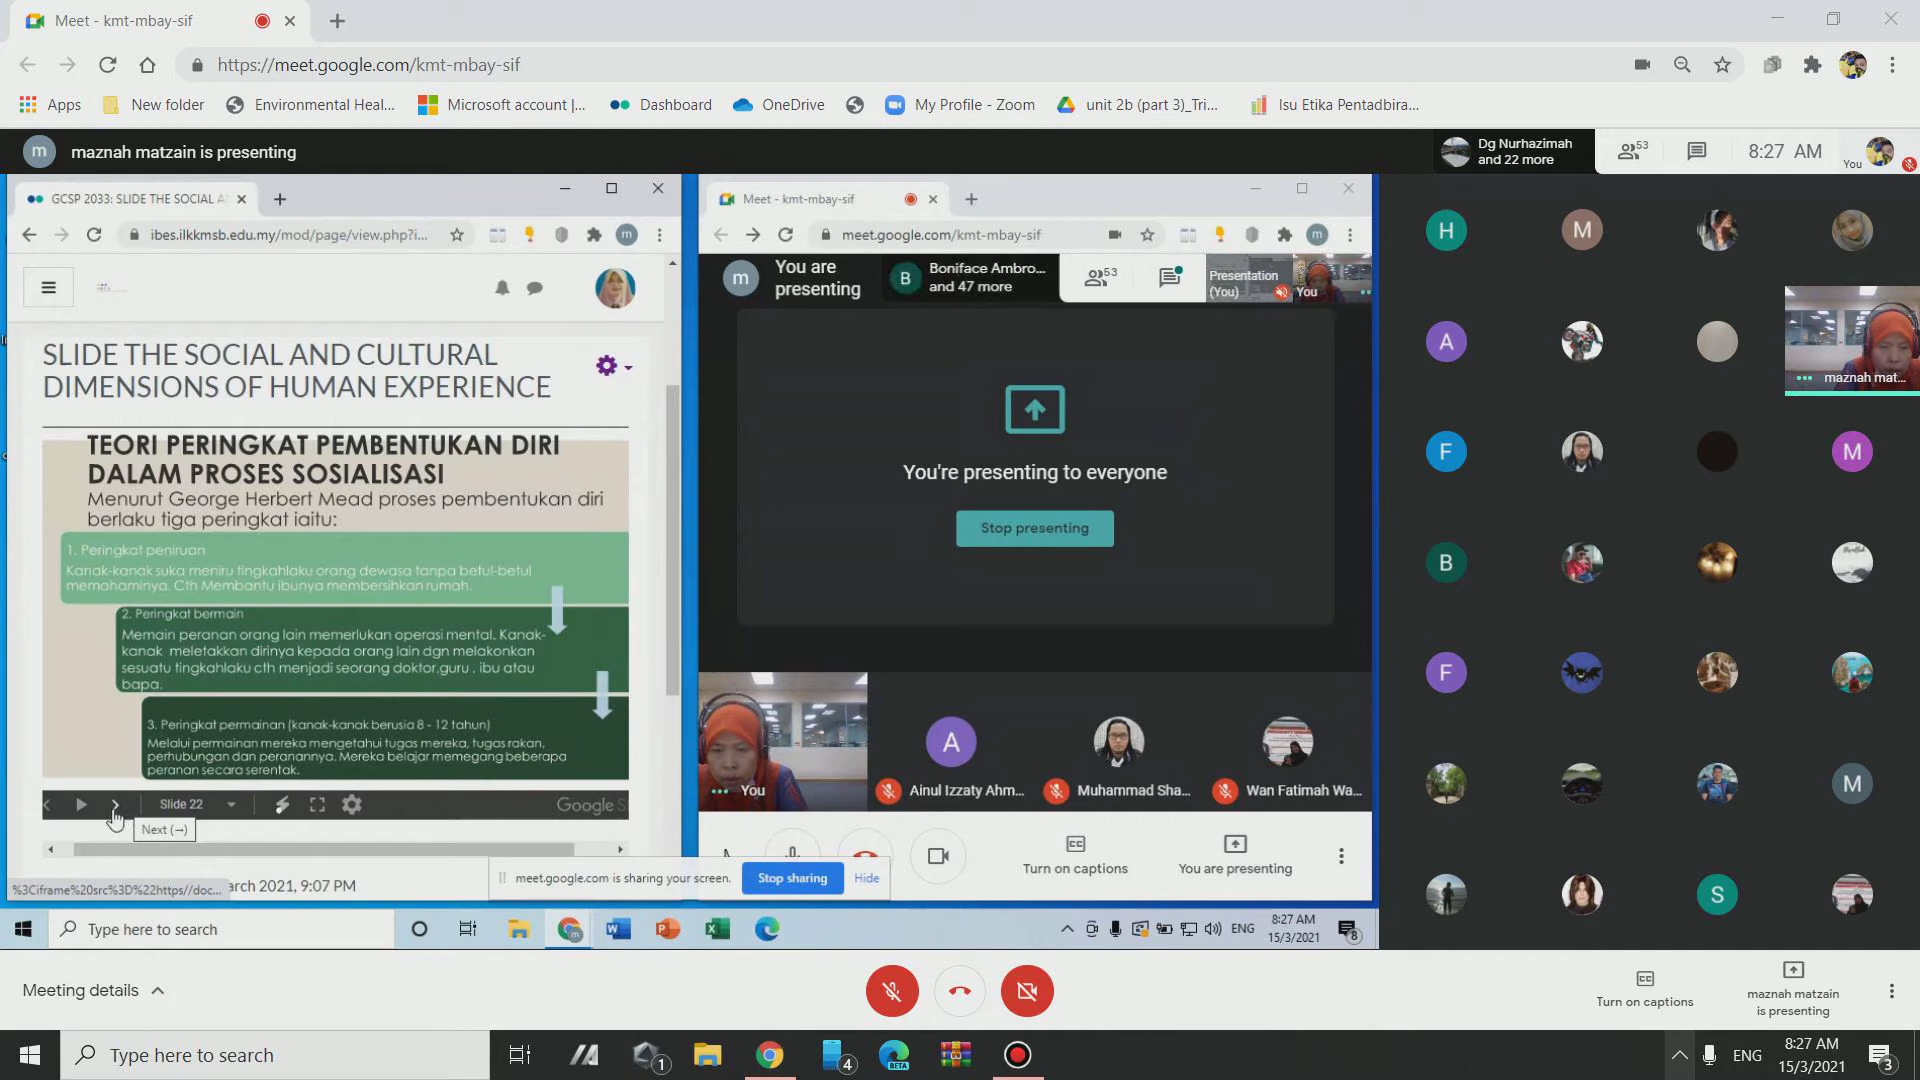 Meet - kmt-mbay-sif
https://meet.google.com/kmt-mbay-sif
Apps
New folder
Environmental Heal...
Microsoft account |...
Dashboard
OneDrive
My Profile - Zoom
unit 2b (part 3)_Tri...
Isu Etika Pentadbira...
m
maznah matzain is presenting
Dg Nurhazimah
and 22 more
53
8:27 AM
You
GCSP 2033: SLIDE THE SOCIAL A
ibes.ilkkmsb.edu.my/mod/page/view.php?i...
m
SLIDE THE SOCIAL AND CULTURAL
DIMENSIONS OF HUMAN EXPERIENCE
TEORI PERINGKAT PEMBENTUKAN DIRI
DALAM PROSES SOSIALISASI
Menurut George Herbert Mead proses pembentukan diri
berlaku tiga peringkat iaitu:
1. Peringkat peniruan
Kanak-kanak suka meniru tingkahlaku orang dewasa tanpa betul-betul
memahaminya. Cth Membantu ibunya membersihkan rumah.
2. Peringkat bermain
Memain peranan orang lain memerlukan operasi mental. Kanak-
kanak meletakkan dirinya kepada orang lain dgn melakonkan
sesuatu tingkahlaku cth menjadi seorang doktor,guru , ibu atau
bapa.
3. Peringkat permainan (kanak-kanak berusia 8 - 12 tahun)
Melalui permainan mereka mengetahui tugas mereka, tugas rakan,
perhubungan dan peranannya. Mereka belajar memegang beberapa
peranan secara serentak.
Slide 22
Google S
Next (→)
%3Ciframe%20src%3D%22https//doc...
arch 2021, 9:07 PM
Meet - kmt-mbay-sif
meet.google.com/kmt-mbay-sif
m
m
You are
presenting
B
Boniface Ambro...
and 47 more
53
Presentation
(You)
You
You're presenting to everyone
Stop presenting
You
A
Ainul Izzaty Ahm...
Muhammad Sha...
Wan Fatimah Wa...
Turn on captions
You are presenting
meet.google.com is sharing your screen.
Stop sharing
Hide
Type here to search
ENG
8:27 AM
15/3/2021
8
H
M
A
maznah mat...
F
M
B
F
M
S
Meeting details
Turn on captions
maznah matzain
is presenting
Type here to search
1
4
BETA
ENG
8:27 AM
15/3/2021
3